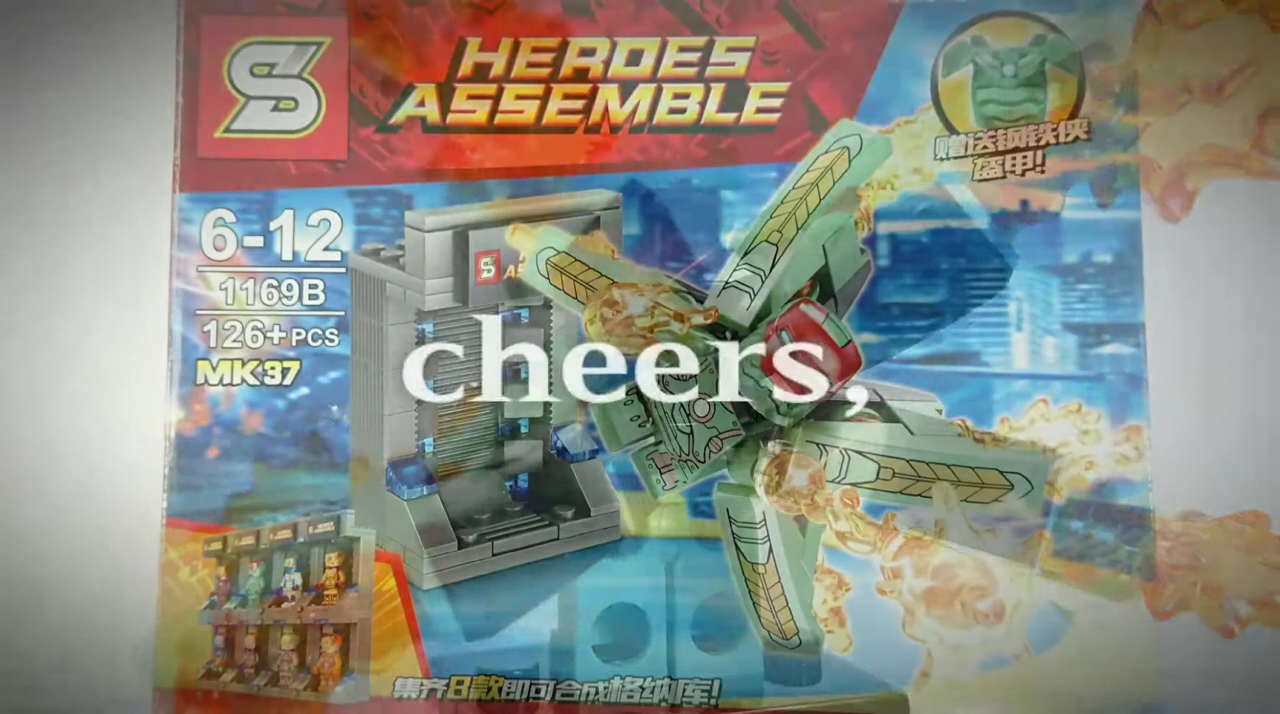 S
HEROES
ASSEMBLE
赠送钢铁侠
盔甲!
6-12
1169B
126+PCS
MK37
S
cheers,
集齐8款即可合成格纳库!